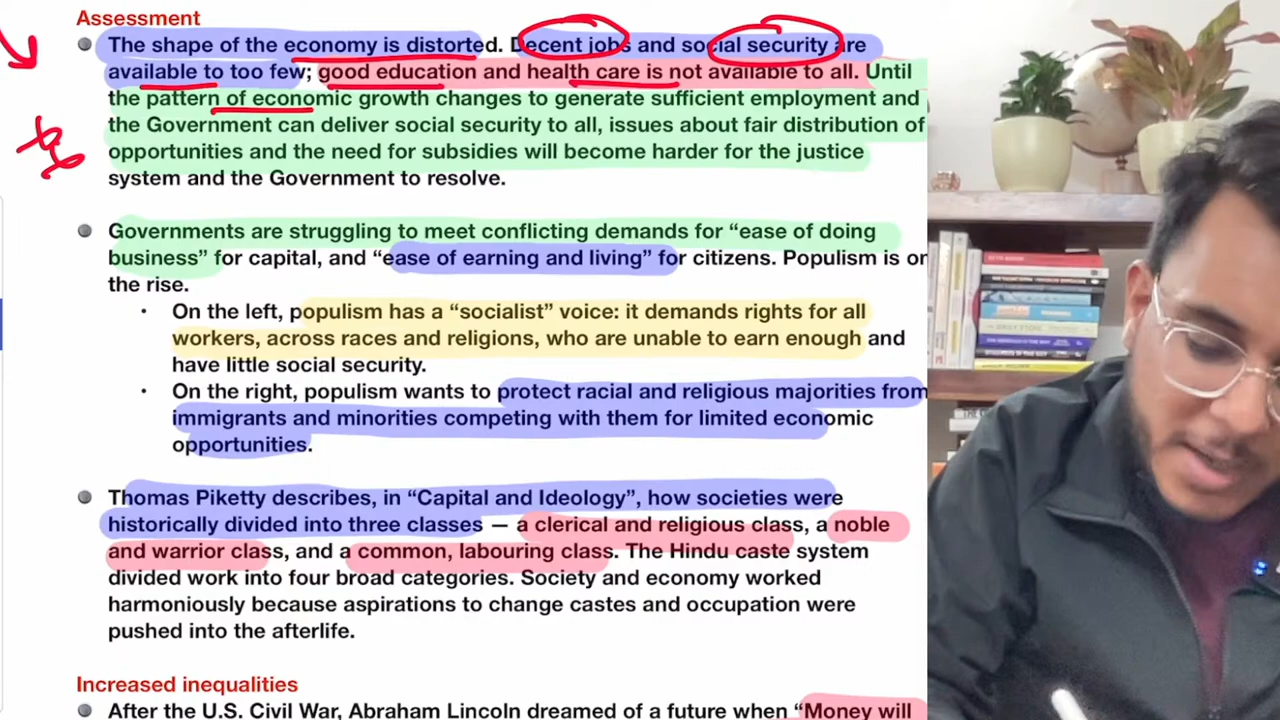 Assessment
The shape of the economy is distorted. Decent jobs and social security are
available to too few; good education and health care is not available to all. Until
the pattern of economic growth changes to generate sufficient employment and
the Government can deliver social security to all, issues about fair distribution of
opportunities and the need for subsidies will become harder for the justice
system and the Government to resolve.
Governments are struggling to meet conflicting demands for “ease of doing
business” for capital, and “ease of earning and living” for citizens. Populism is on
the rise.
On the left, populism has a “socialist” voice: it demands rights for all
workers, across races and religions, who are unable to earn enough and
have little social security.
On the right, populism wants to protect racial and religious majorities from
immigrants and minorities competing with them for limited economic
opportunities.
Thomas Piketty describes, in “Capital and Ideology”, how societies were
historically divided into three classes — a clerical and religious class, a noble
and warrior class, and a common, labouring class. The Hindu caste system
divided work into four broad categories. Society and economy worked
harmoniously because aspirations to change castes and occupation were
pushed into the afterlife.
Increased inequalities
After the U.S. Civil War, Abraham Lincoln dreamed of a future when “Money will